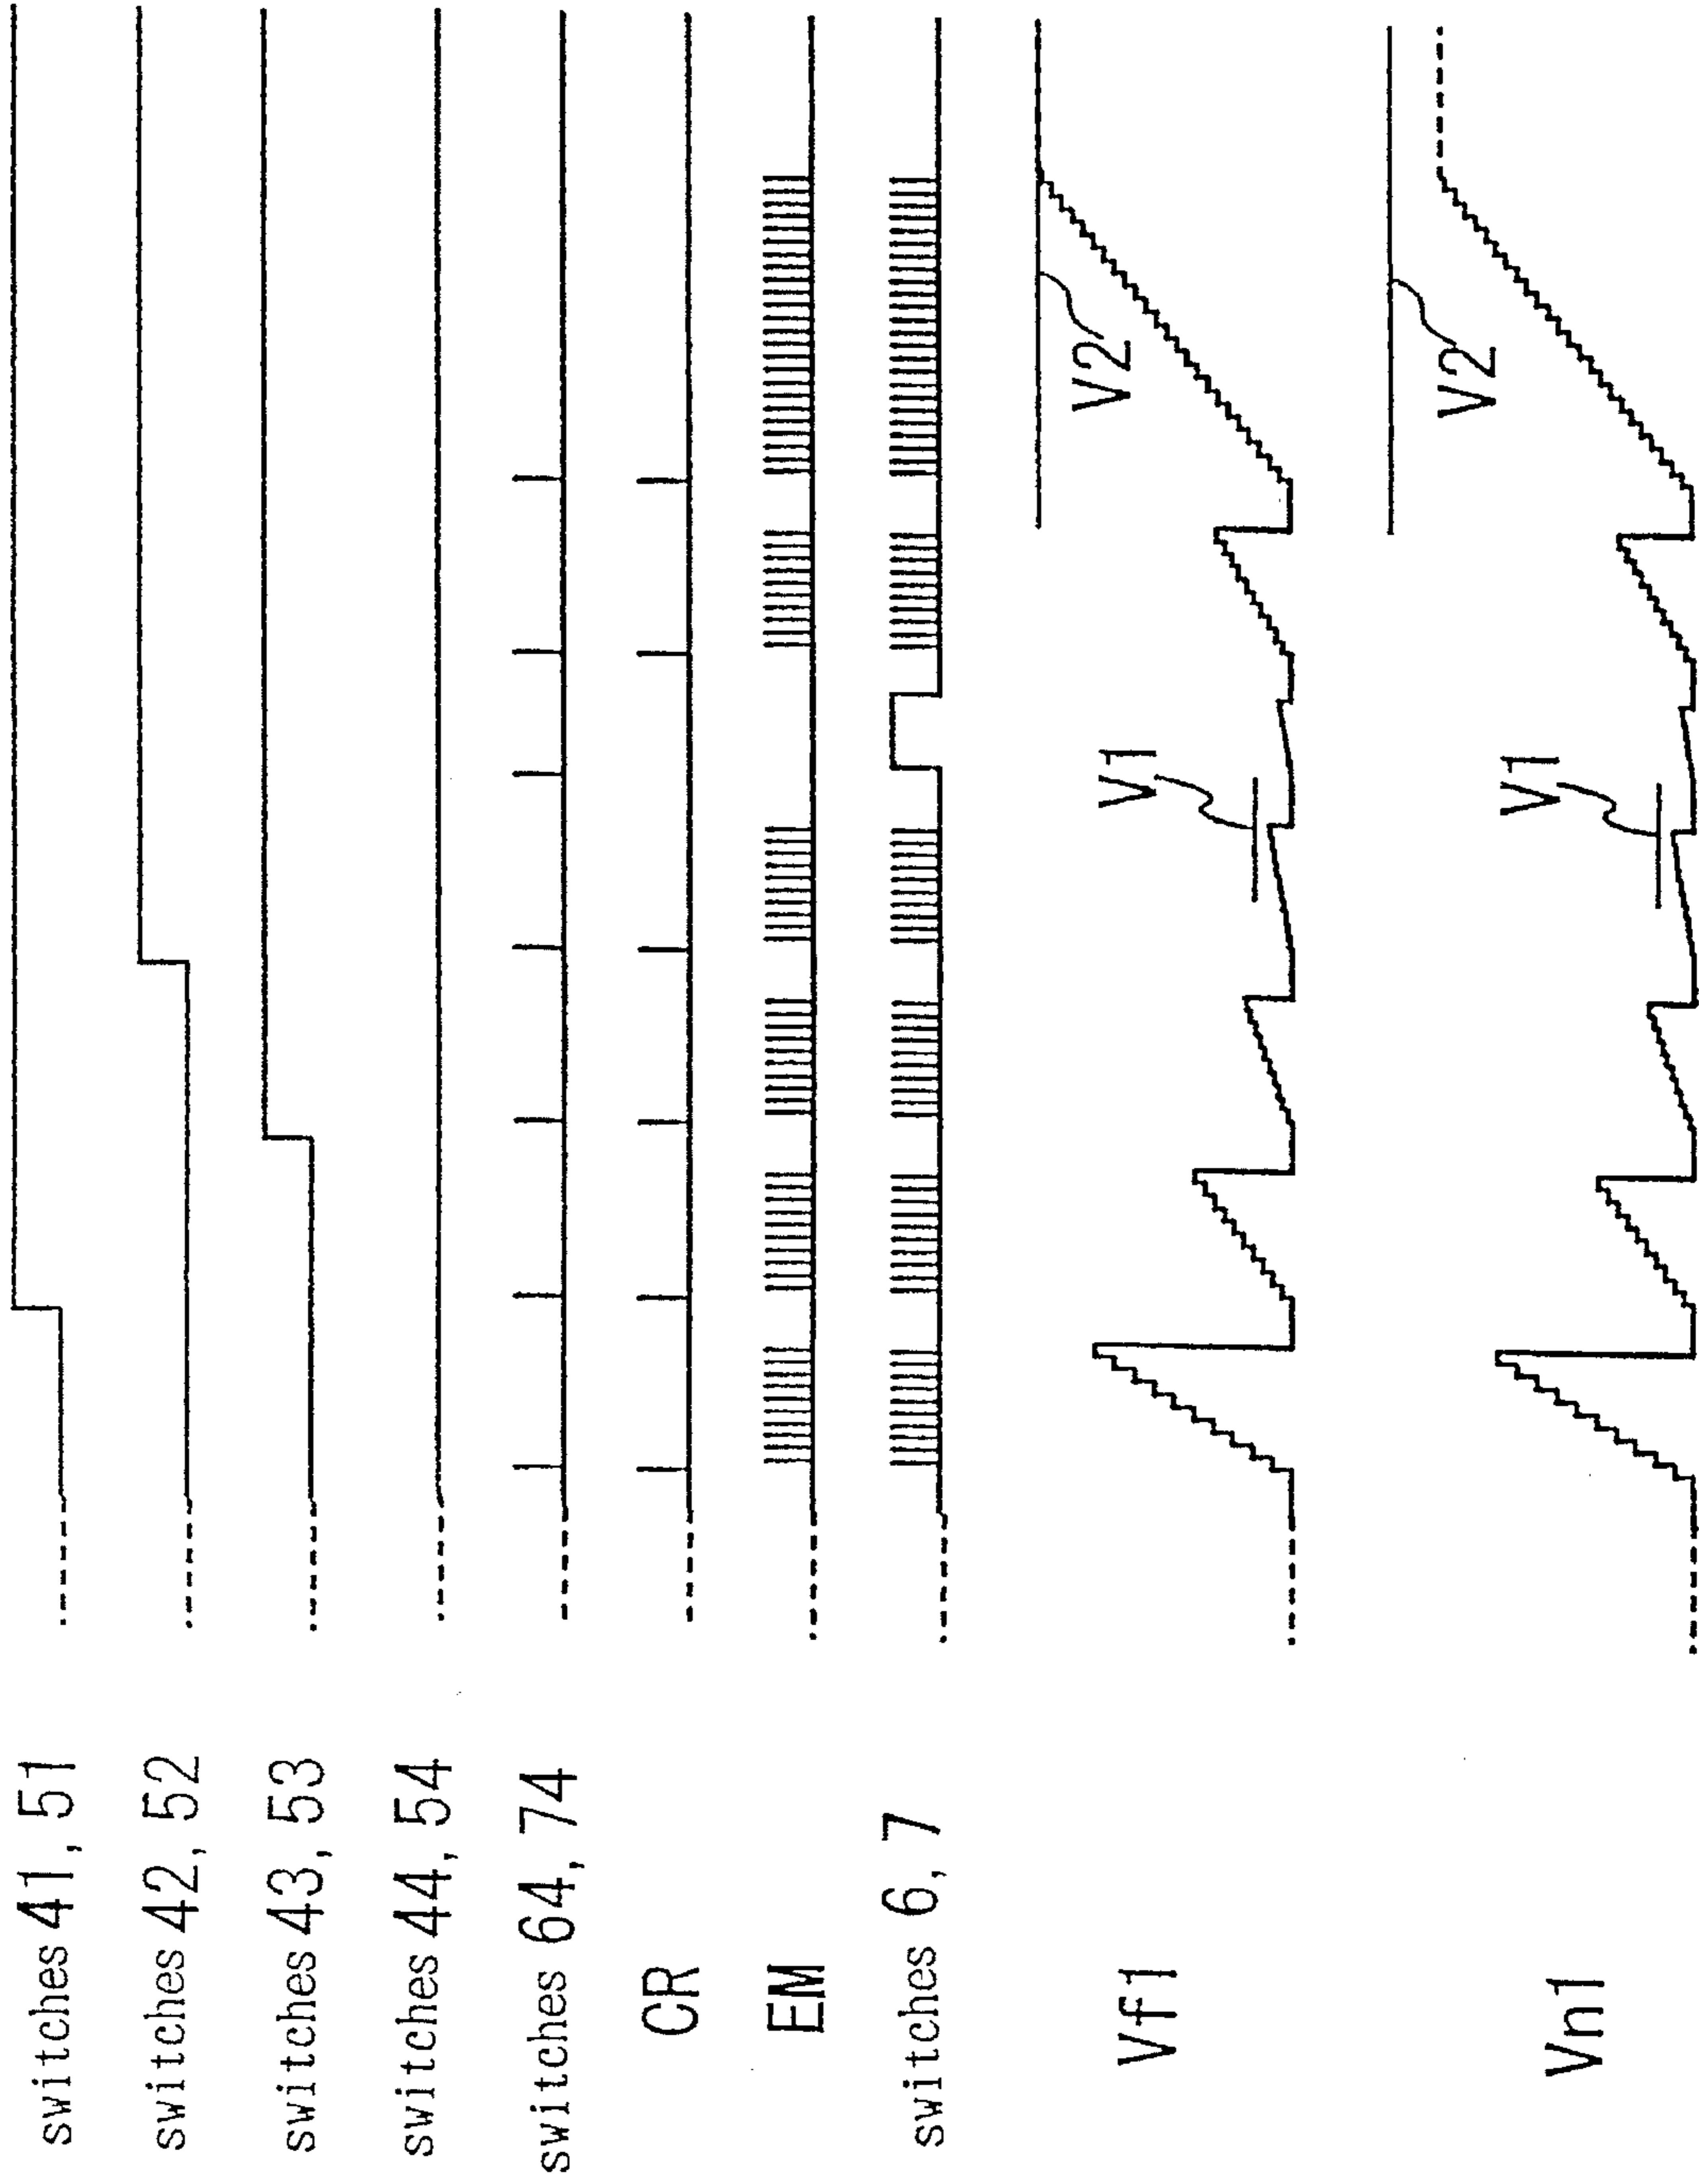 switches 41, 51
switches 42, 52
switches 43, 53
switches 44, 54
switches 64, 74
CR
EM
switches 6, 7
Vf1
V1
V2
Vn1
V1
V2